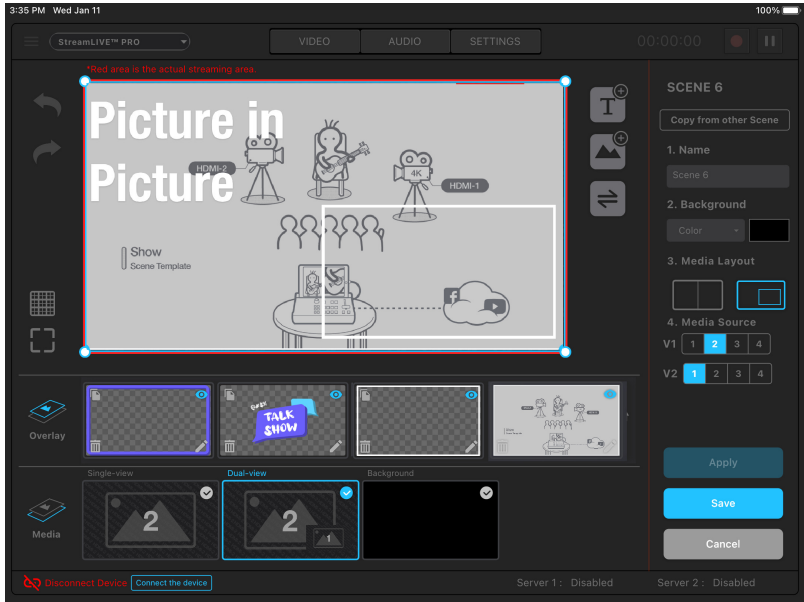 3:35 PM Wed Jan 11
100%
StreamLIVE™ PRO
VIDEO
AUDIO
SETTINGS
00:00:00
*Red area is the actual streaming area.
Picture in
Picture
HDMI-2
4K
HDMI-1
Show
Scene Template
T
SCENE 6
Copy from other Scene
1. Name
Scene 6
2. Background
Color
3. Media Layout
4. Media Source
V1 1 2 3 4
V2 1 2 3 4
Overlay
TALK
SHOW
Show
Single-view
Dual-view
Background
Media
2
2
1
Apply
Save
Cancel
Disconnect Device
Connect the device
Server 1 : Disabled
Server 2 : Disabled